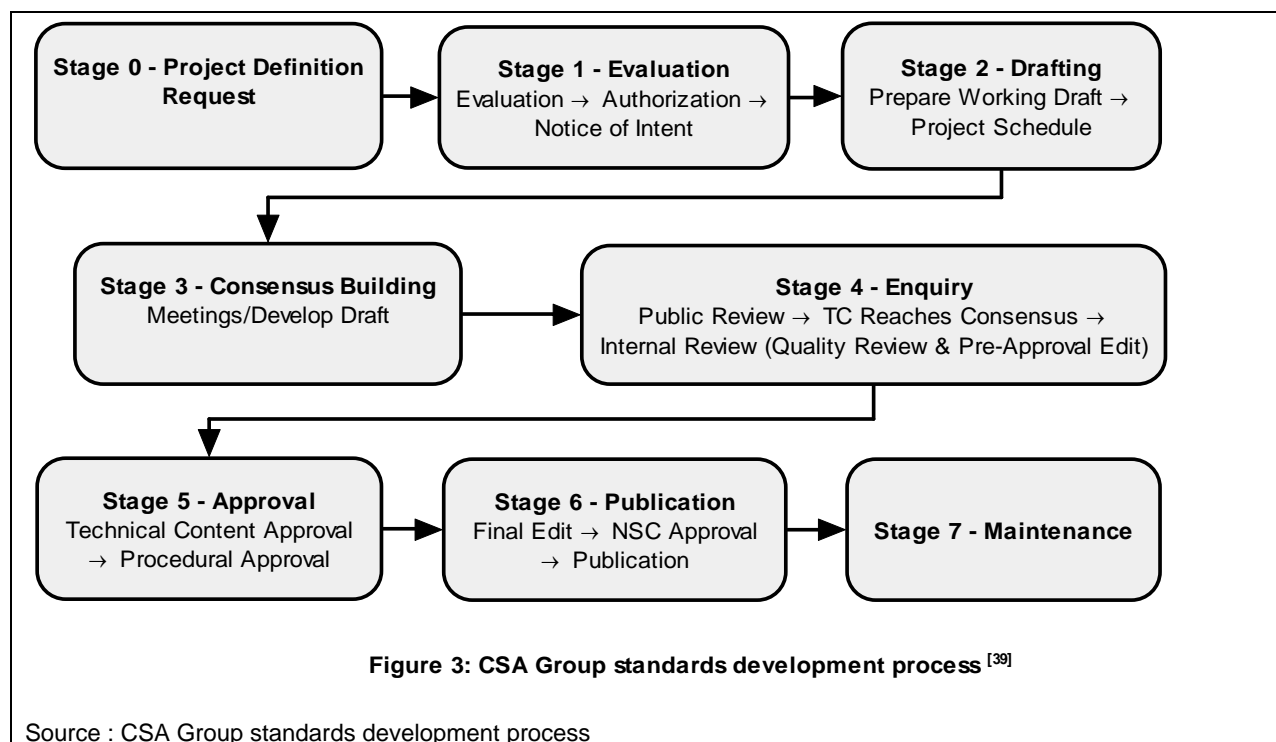 Stage 0 - Project Definition
Request
Stage 1 - Evaluation
Evaluation → Authorization →
Notice of Intent
Stage 2 - Drafting
Prepare Working Draft →
Project Schedule
Stage 3 - Consensus Building
Meetings/Develop Draft
Stage 4 - Enquiry
Public Review → TC Reaches Consensus →
Internal Review (Quality Review & Pre-Approval Edit)
Stage 5 - Approval
Technical Content Approval
→ Procedural Approval
Stage 6 - Publication
Final Edit → NSC Approval
→ Publication
Stage 7 - Maintenance
Figure 3: CSA Group standards development process [39]
Source : CSA Group standards development process